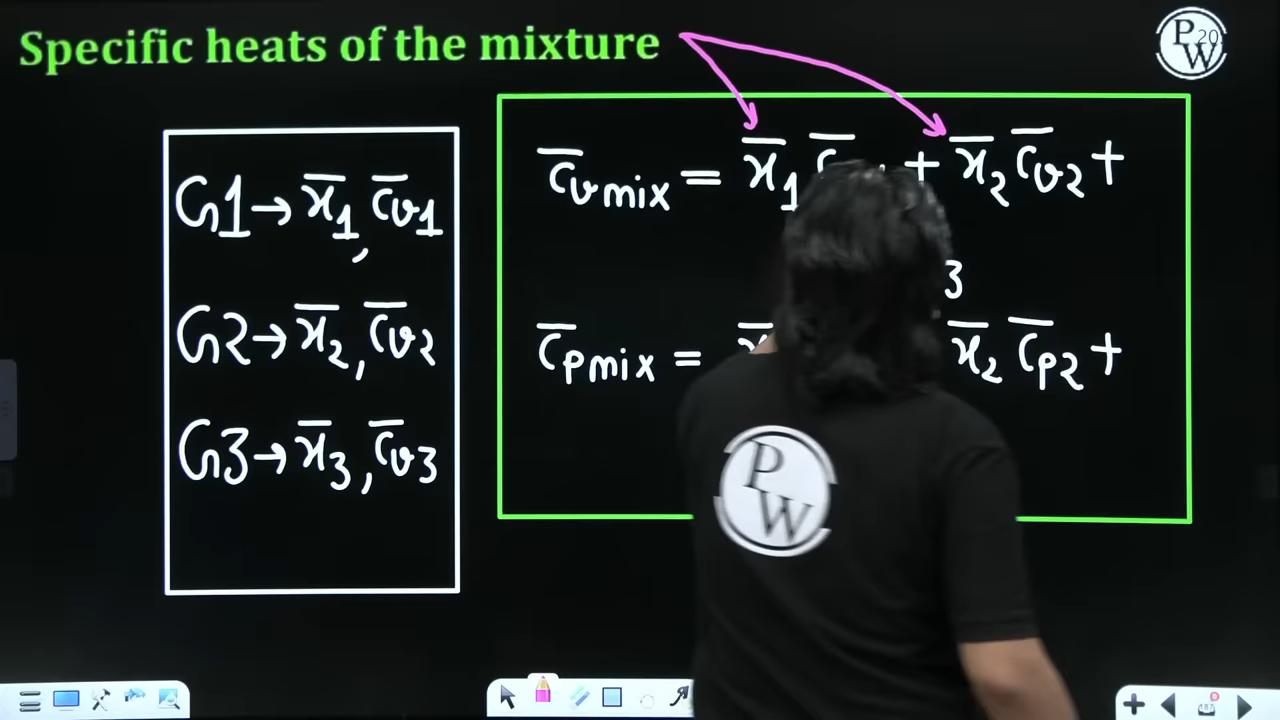 Specific heats of the mixture
P
W
20
G1→ x̄1, c̄v1
G2→ x̄2, c̄v2
G3→ x̄3, c̄v3
c̄vmix = x̄1 c̄ + x̄2 c̄v2 +
3
c̄pmix = x̄2 c̄p2 +
P
W